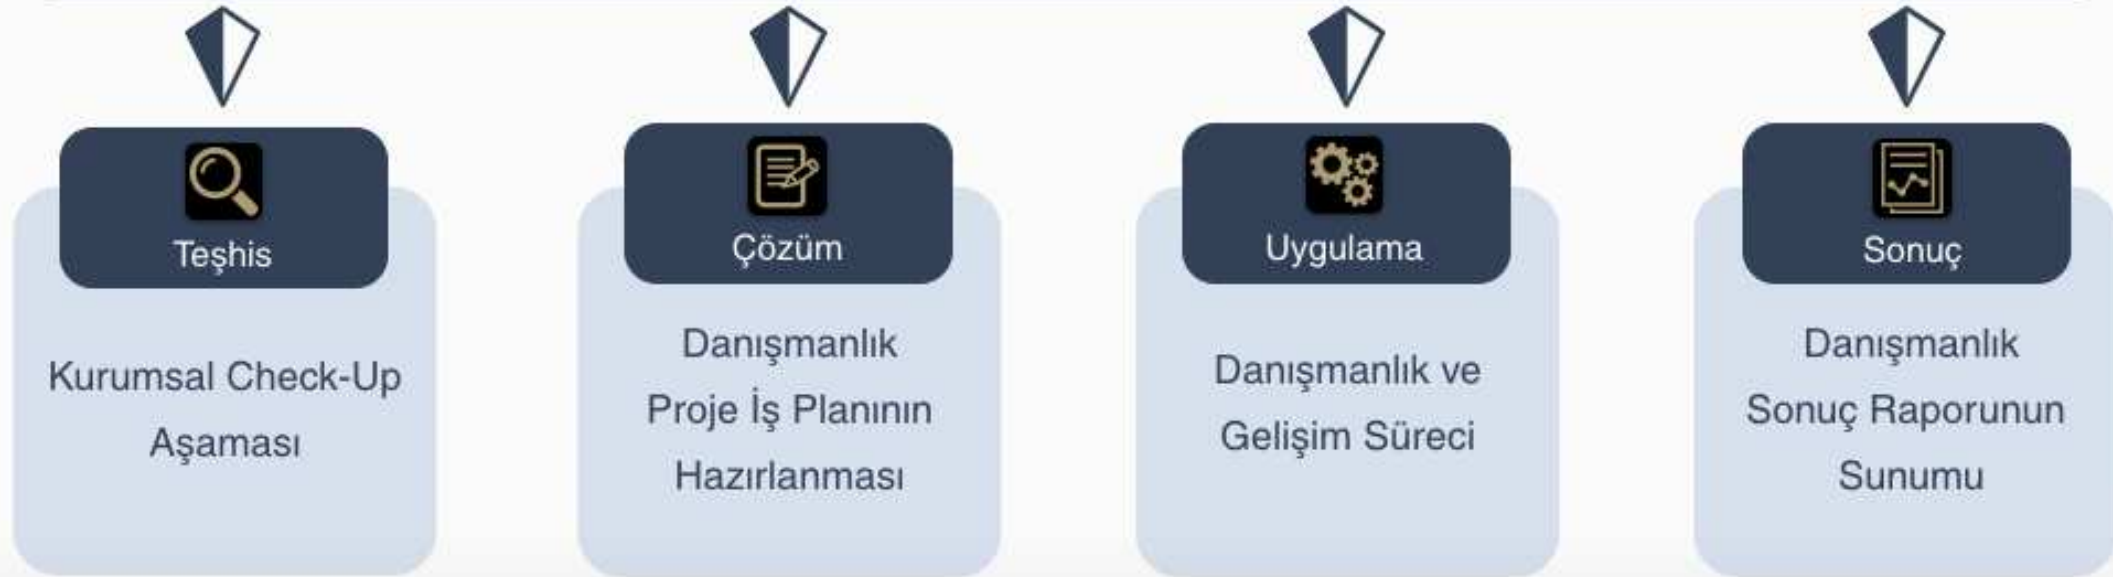 Teşhis
Kurumsal Check-Up
Aşaması
Çözüm
Danışmanlık
Proje İş Planının
Hazırlanması
Uygulama
Danışmanlık ve
Gelişim Süreci
Sonuç
Danışmanlık
Sonuç Raporunun
Sunumu